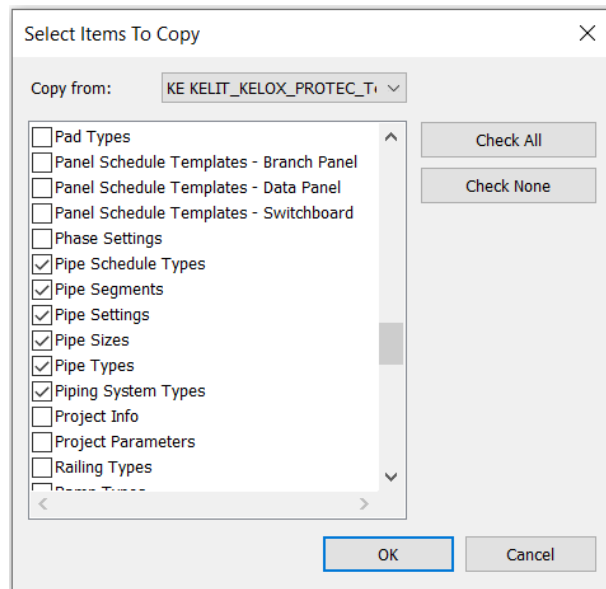 Select Items To Copy
Copy from: KE KELIT_KELOX_PROTEC_T
Pad Types
Panel Schedule Templates - Branch Panel
Panel Schedule Templates - Data Panel
Panel Schedule Templates - Switchboard
Phase Settings
Pipe Schedule Types
Pipe Segments
Pipe Settings
Pipe Sizes
Pipe Types
Piping System Types
Project Info
Project Parameters
Railing Types
Check All
Check None
OK Cancel